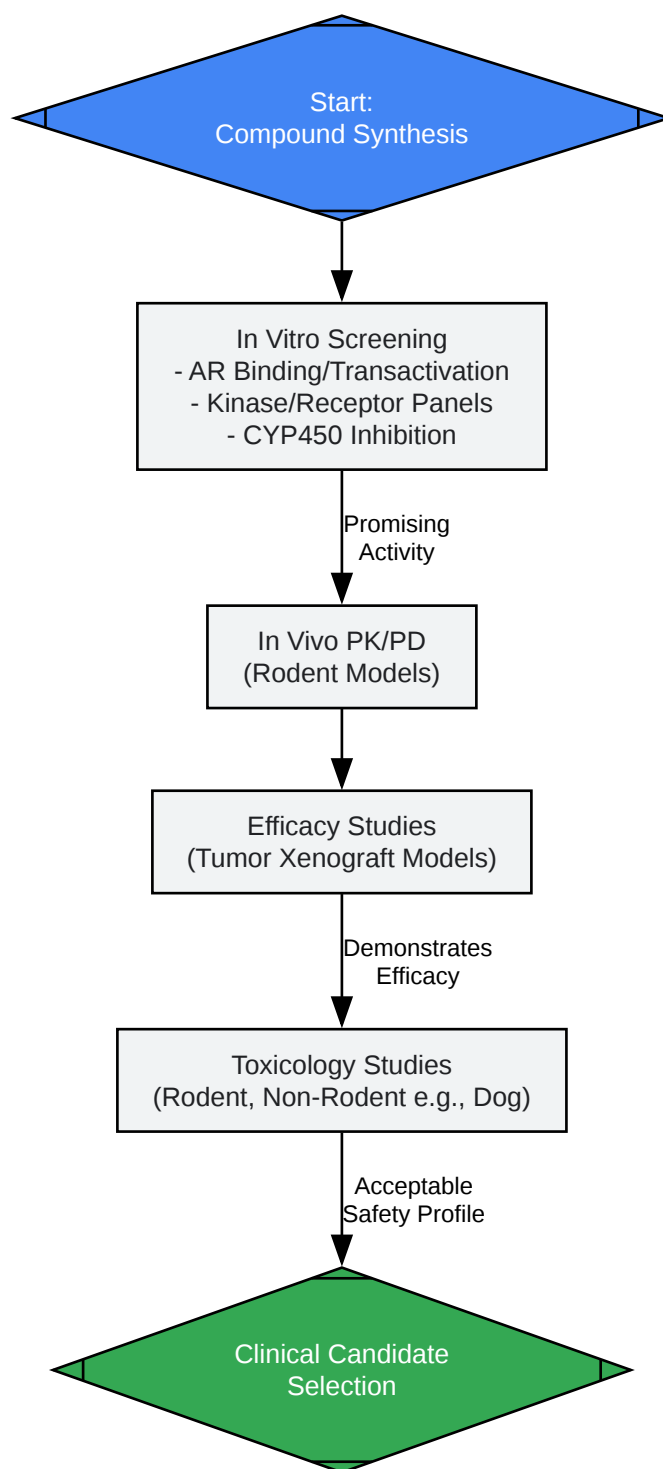 Start:
Compound Synthesis
In Vitro Screening
- AR Binding/Transactivation
- Kinase/Receptor Panels
- CYP450 Inhibition
Promising
Activity
In Vivo PK/PD
(Rodent Models)
Efficacy Studies
(Tumor Xenograft Models)
Demonstrates
Efficacy
Toxicology Studies
(Rodent, Non-Rodent e.g., Dog)
Acceptable
Safety Profile
Clinical Candidate
Selection